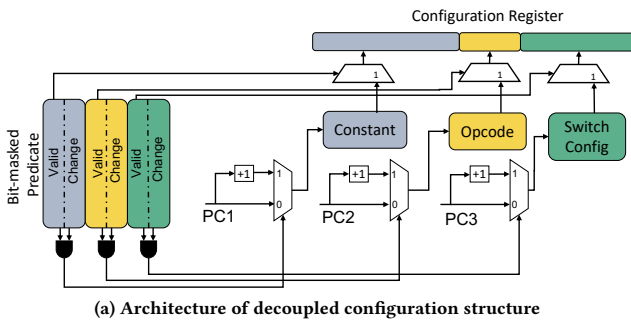 Configuration Register
1
1
1
Bit-masked
Predicate
Valid
Change
Valid
Change
Valid
Change
Constant
Opcode
Switch
Config
+1
1
0
PC1
+1
1
0
PC2
+1
1
0
PC3
(a) Architecture of decoupled configuration structure